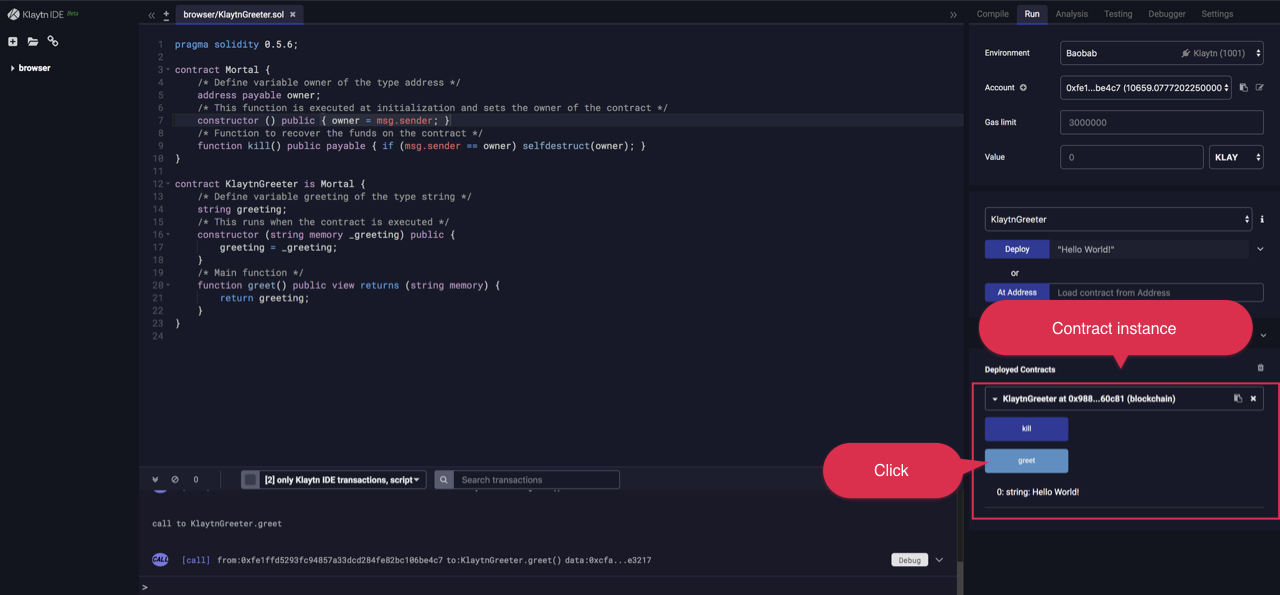 Klaytn IDE Beta
browser
browser/KlaytnGreeter.sol ×
1 pragma solidity 0.5.6;
2
3 contract Mortal {
4 /* Define variable owner of the type address */
5 address payable owner;
6 /* This function is executed at initialization and sets the owner of the contract */
7 constructor () public { owner = msg.sender; }
8 /* Function to recover the funds on the contract */
9 function kill() public payable { if (msg.sender == owner) selfdestruct(owner); }
10 }
11
12 contract KlaytnGreeter is Mortal {
13 /* Define variable greeting of the type string */
14 string greeting;
15 /* This runs when the contract is executed */
16 constructor (string memory _greeting) public {
17 greeting = _greeting;
18 }
19 /* Main function */
20 function greet() public view returns (string memory) {
21 return greeting;
22 }
23 }
24
0 [2] only Klaytn IDE transactions, script Search transactions
call to KlaytnGreeter.greet
CALL [call] from:0xfe1ffd5293fc94857a33dcd284fe82bc106be4c7 to:KlaytnGreeter.greet() data:0xcfa...e3217 Debug
>
Compile Run Analysis Testing Debugger Settings
Environment Baobab Klaytn (1001)
Account 0xfe1...be4c7 (10659.0777202250000
Gas limit 3000000
Value 0 KLAY
KlaytnGreeter i
Deploy "Hello World!"
or
At Address Load contract from Address
Contract instance
Deployed Contracts
KlaytnGreeter at 0x988...60c81 (blockchain)
kill
Click
greet
0: string: Hello World!